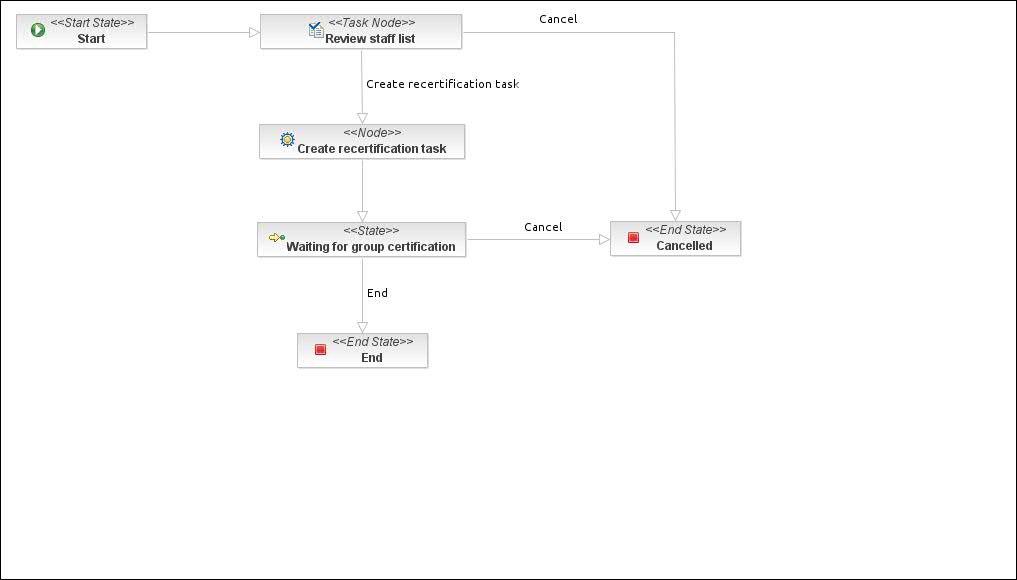 <<Start State>>
Start
<<Task Node>>
Review staff list
Cancel
Create recertification task
<<Node>>
Create recertification task
<<State>>
Waiting for group certification
Cancel
<<End State>>
Cancelled
End
<<End State>>
End